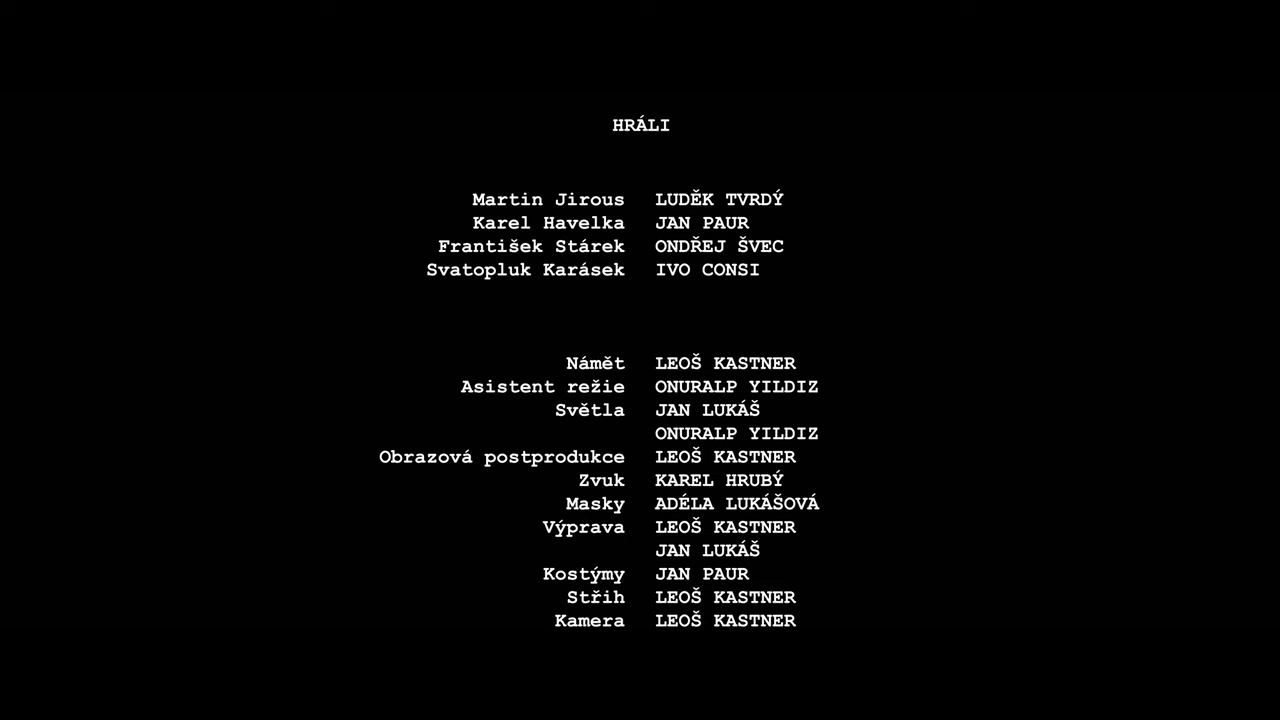 HRÁLI
Martin Jirous LUDĚK TVRDÝ
Karel Havelka JAN PAUR
František Stárek ONDŘEJ ŠVEC
Svatopluk Karásek IVO CONSI
Námět LEOŠ KASTNER
Asistent režie ONURALP YILDIZ
Světla JAN LUKÁŠ
ONURALP YILDIZ
Obrazová postprodukce LEOŠ KASTNER
Zvuk KAREL HRUBÝ
Masky ADÉLA LUKÁŠOVÁ
Výprava LEOŠ KASTNER
JAN LUKÁŠ
Kostýmy JAN PAUR
Střih LEOŠ KASTNER
Kamera LEOŠ KASTNER